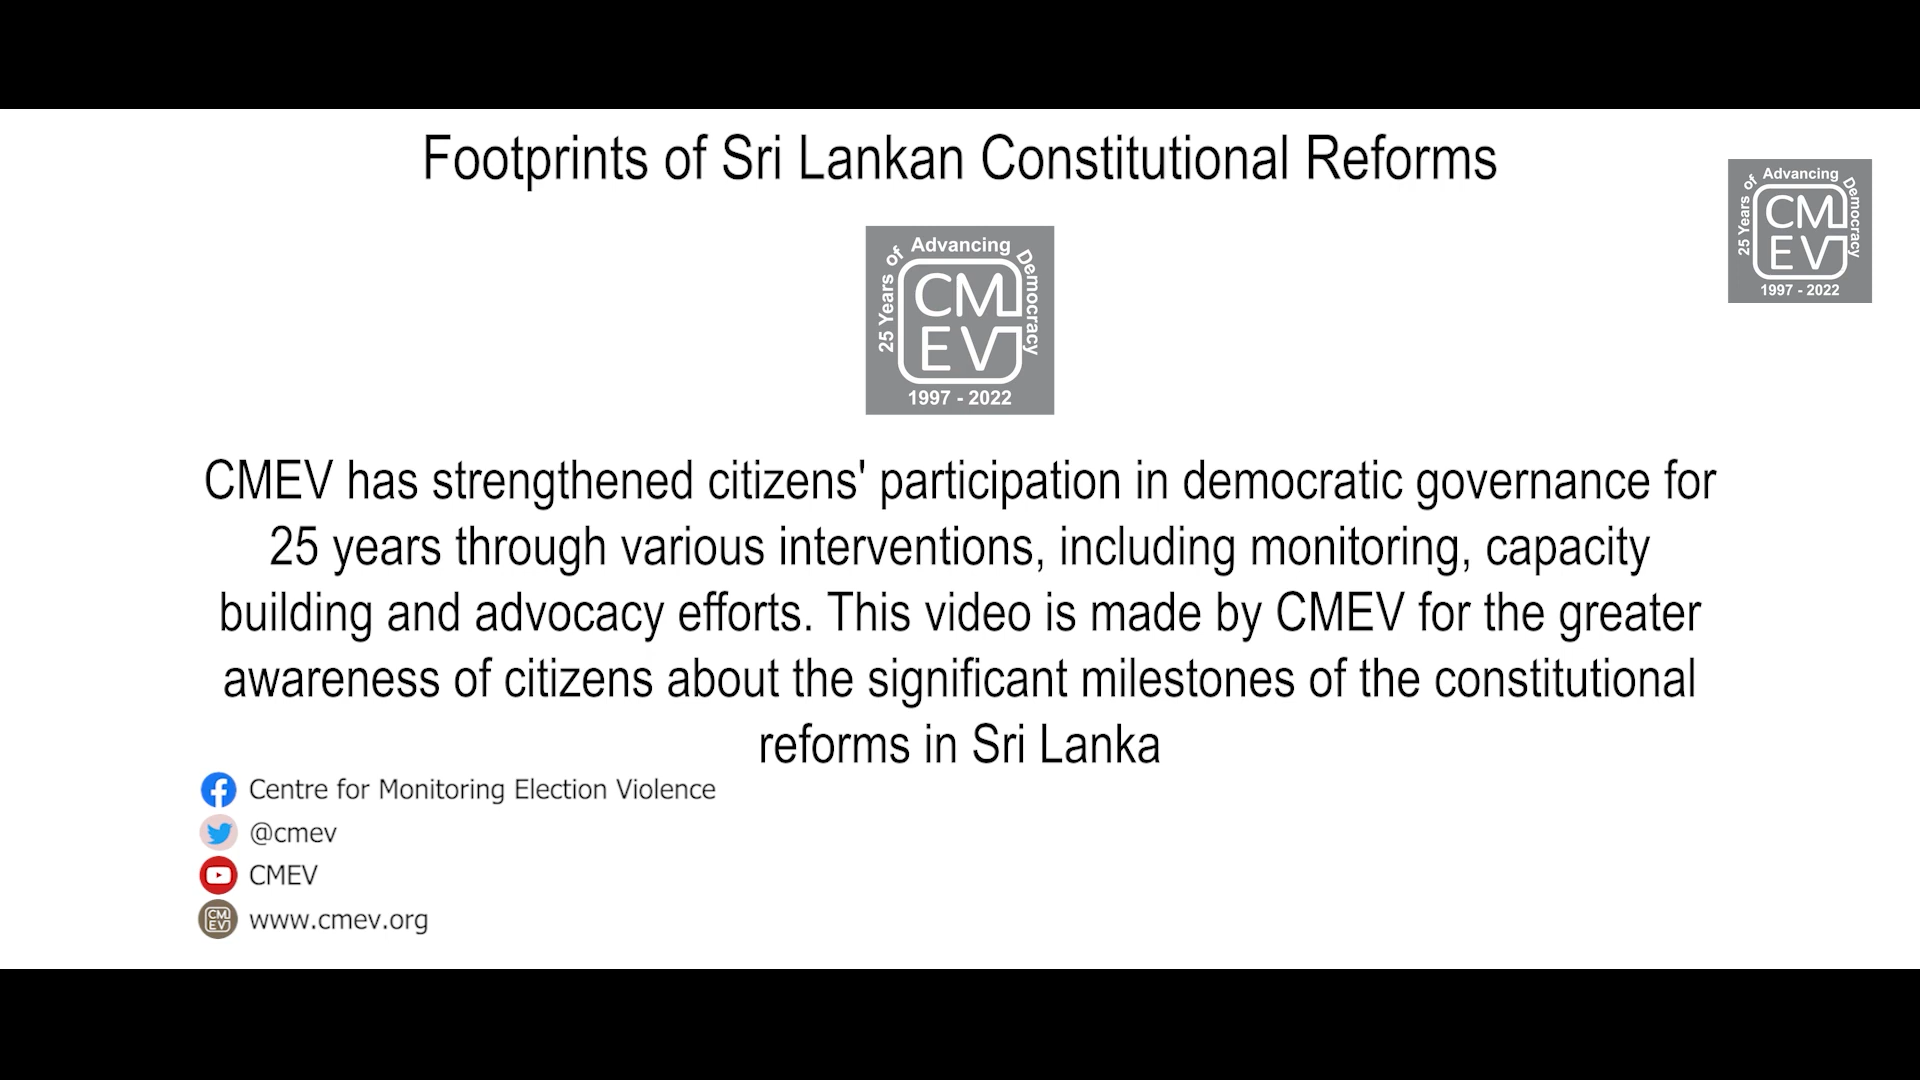 Footprints of Sri Lankan Constitutional Reforms
25 Years of Advancing Democracy
CM
EV
1997 - 2022
25 Years of Advancing Democracy
CM
EV
1997 - 2022
CMEV has strengthened citizens' participation in democratic governance for
25 years through various interventions, including monitoring, capacity
building and advocacy efforts. This video is made by CMEV for the greater
awareness of citizens about the significant milestones of the constitutional
reforms in Sri Lanka
Centre for Monitoring Election Violence
@cmev
CMEV
CM
EV
www.cmev.org